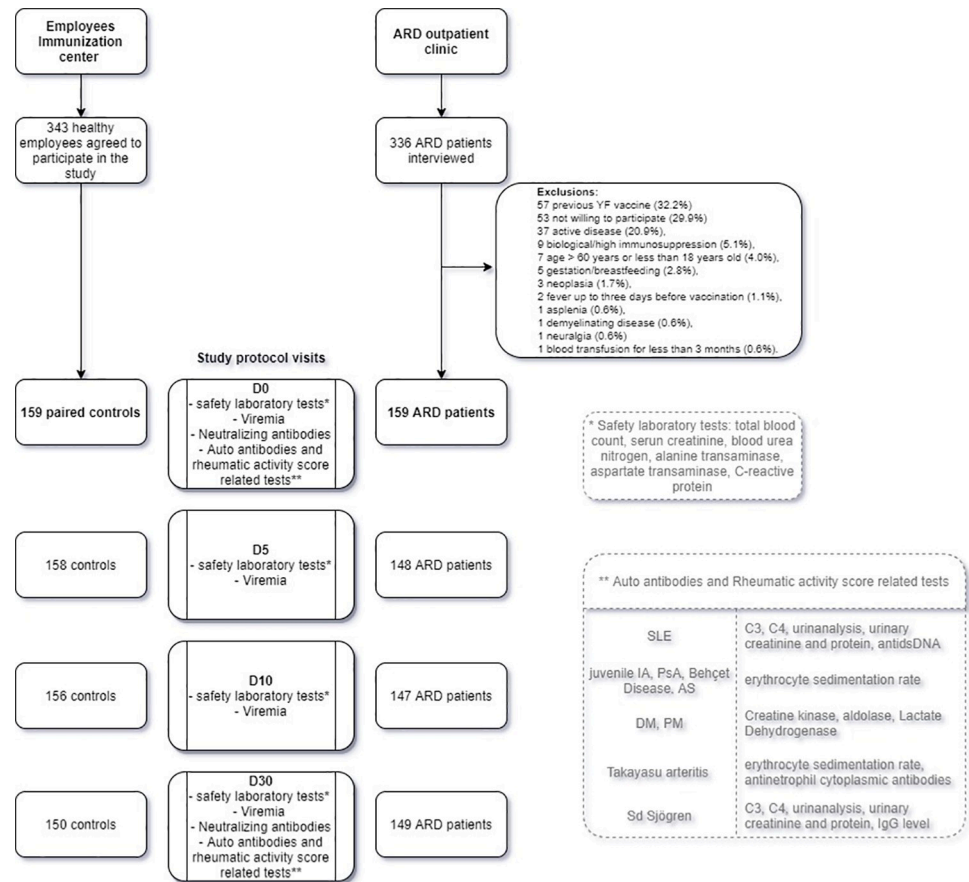 Employees
Immunization
center
ARD outpatient
clinic
343 healthy
employees agreed to
participate in the
study
336 ARD patients
interviewed
Exclusions:
57 previous YF vaccine (32.2%)
53 not willing to participate (29.9%)
37 active disease (20.9%),
9 biological/high immunosuppression (5.1%),
7 age > 60 years or less than 18 years old (4.0%),
5 gestation/breastfeeding (2.8%),
3 neoplasia (1.7%),
2 fever up to three days before vaccination (1.1%),
1 asplenia (0.6%),
1 demyelinating disease (0.6%),
1 neuralgia (0.6%)
1 blood transfusion for less than 3 months (0.6%).
Study protocol visits
159 paired controls
D0
- safety laboratory tests*
- Viremia
- Neutralizing antibodies
- Auto antibodies and
rheumatic activity score
related tests**
159 ARD patients
* Safety laboratory tests: total blood
count, serun creatinine, blood urea
nitrogen, alanine transaminase,
aspartate transaminase, C-reactive
protein
158 controls
D5
- safety laboratory tests*
- Viremia
148 ARD patients
156 controls
D10
- safety laboratory tests*
- Viremia
147 ARD patients
150 controls
D30
- safety laboratory tests*
- Viremia
- Neutralizing antibodies
- Auto antibodies and
rheumatic activity score
related tests**
149 ARD patients
** Auto antibodies and Rheumatic activity score related tests
SLE
C3, C4, urinanalysis, urinary
creatinine and protein, antidsDNA
juvenile IA, PsA, Behçet
Disease, AS
erythrocyte sedimentation rate
DM, PM
Creatine kinase, aldolase, Lactate
Dehydrogenase
Takayasu arteritis
erythrocyte sedimentation rate,
antinetrophil cytoplasmic antibodies
Sd Sjögren
C3, C4, urinanalysis, urinary
creatinine and protein, IgG level